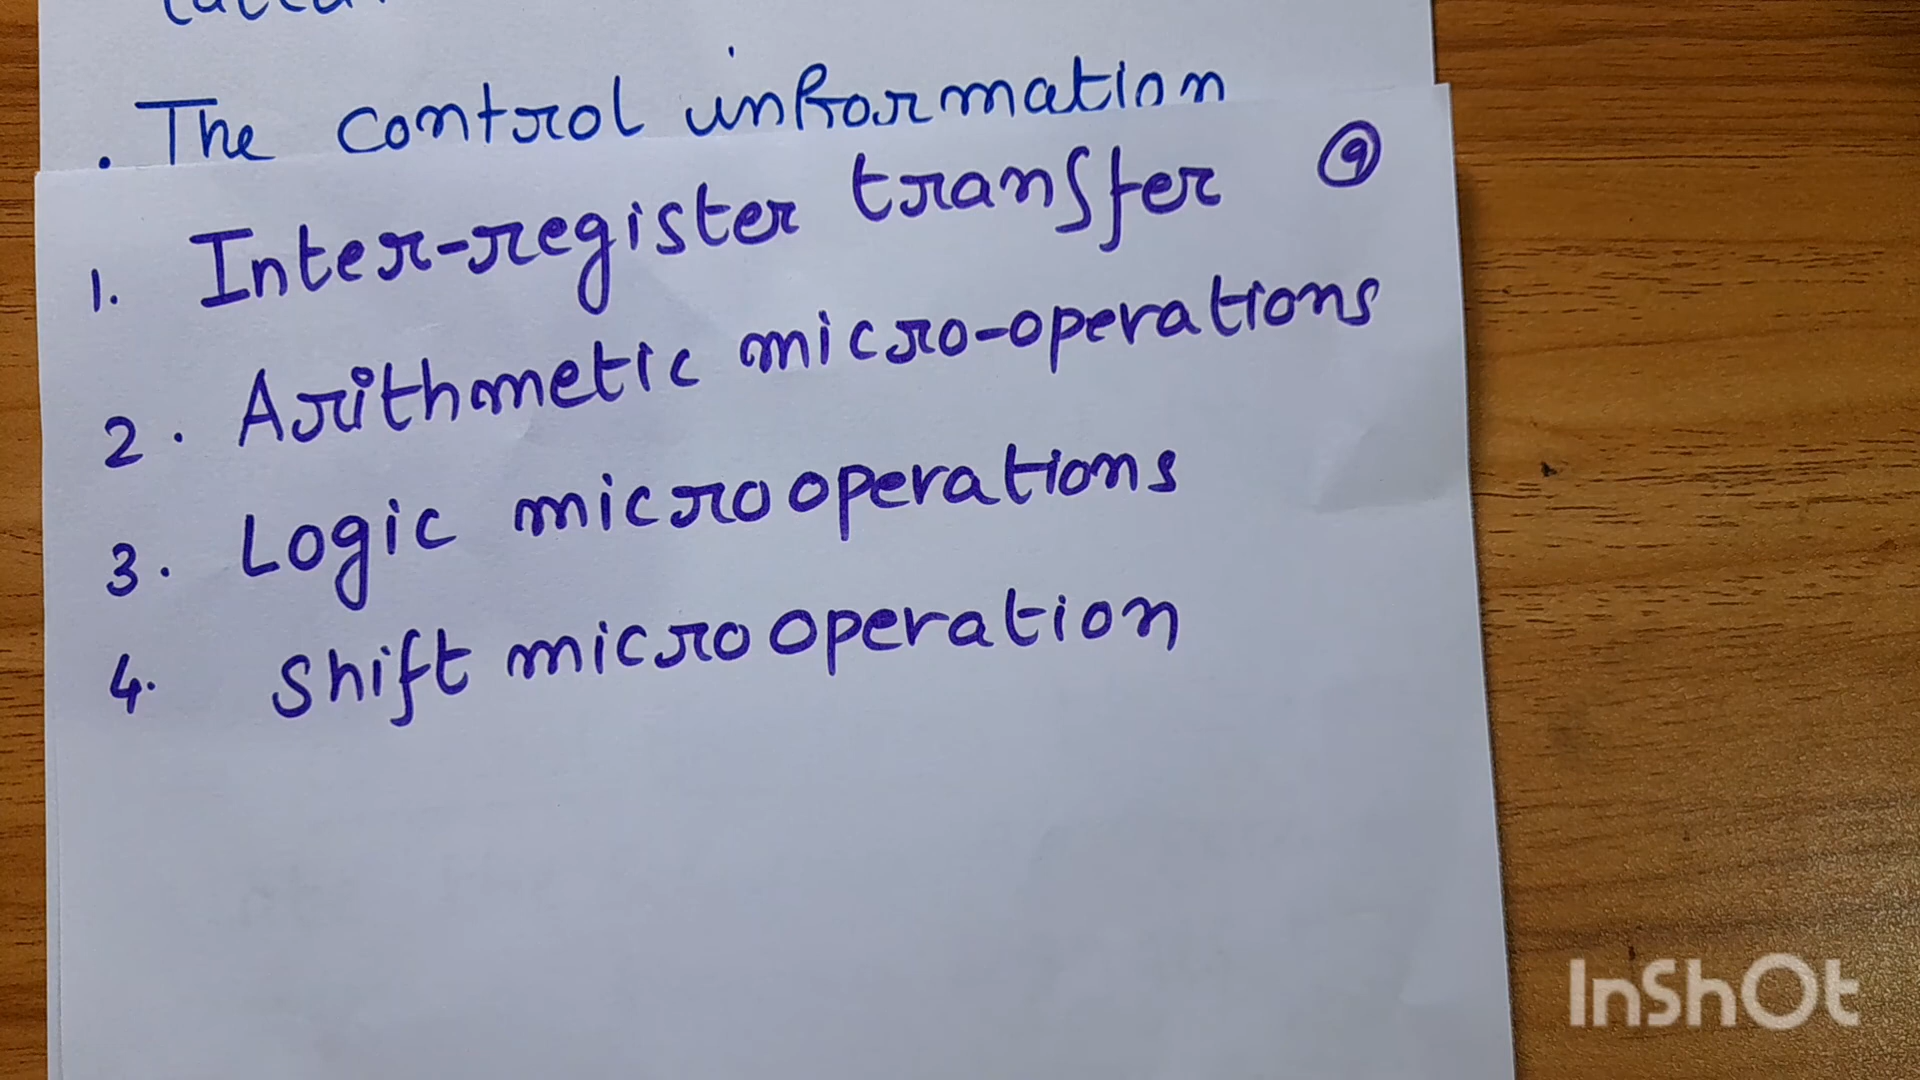 . The control information
1. Inter-register transfer 9
2. Arithmetic micro-operations
3. Logic microoperations
4. Shift microoperation
InShOt